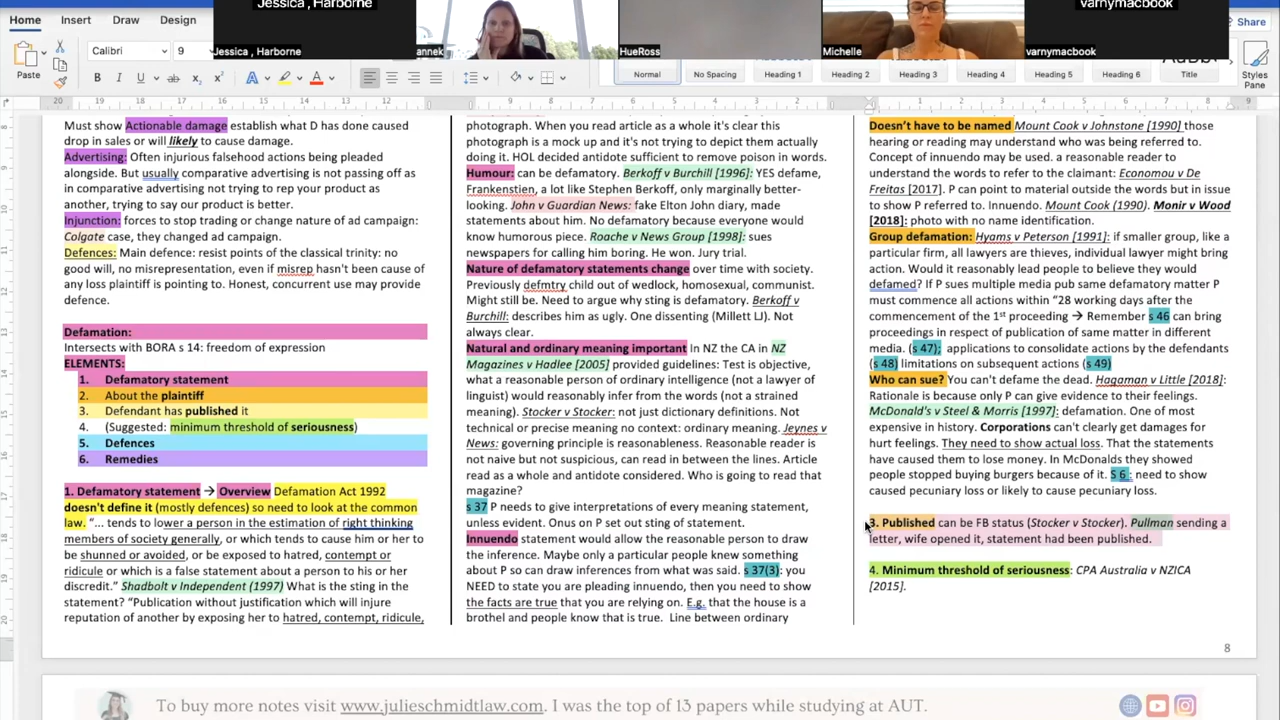 Jessica , Harborne
varnymacbook
Home Insert Draw Design
Share
Jessica , Harborne
annek
HueRoss
Michelle
varnymacbook
Calibri 9
Paste
Normal No Spacing Heading 1 Heading 2 Heading 3 Heading 4 Heading 5 Heading 6 Title
Styles Pane
20 19 18 17 16 15 14 13 12 9 8 7 6 5 4 3 2 1 1 2 3 4 5 6 7 8 9
Must show Actionable damage establish what D has done caused
drop in sales or will likely to cause damage.
Advertising: Often injurious falsehood actions being pleaded
alongside. But usually comparative advertising is not passing off as
in comparative advertising not trying to rep your product as
another, trying to say our product is better.
Injunction: forces to stop trading or change nature of ad campaign:
Colgate case, they changed ad campaign.
Defences: Main defence: resist points of the classical trinity: no
good will, no misrepresentation, even if misrep hasn't been cause of
any loss plaintiff is pointing to. Honest, concurrent use may provide
defence.
Defamation:
Intersects with BORA s 14: freedom of expression
ELEMENTS:
1. Defamatory statement
2. About the plaintiff
3. Defendant has published it
4. (Suggested: minimum threshold of seriousness)
5. Defences
6. Remedies
1. Defamatory statement → Overview Defamation Act 1992
doesn't define it (mostly defences) so need to look at the common
law. “... tends to lower a person in the estimation of right thinking
members of society generally, or which tends to cause him or her to
be shunned or avoided, or be exposed to hatred, contempt or
ridicule or which is a false statement about a person to his or her
discredit.” Shadbolt v Independent (1997) What is the sting in the
statement? “Publication without justification which will injure
reputation of another by exposing her to hatred, contempt, ridicule,
photograph. When you read article as a whole it's clear this
photograph is a mock up and it's not trying to depict them actually
doing it. HOL decided antidote sufficient to remove poison in words.
Humour: can be defamatory. Berkoff v Burchill [1996]: YES defame,
Frankenstien, a lot like Stephen Berkoff, only marginally better-
looking. John v Guardian News: fake Elton John diary, made
statements about him. No defamatory because everyone would
know humorous piece. Roache v News Group [1998]: sues
newspapers for calling him boring. He won. Jury trial.
Nature of defamatory statements change over time with society.
Previously defmtry child out of wedlock, homosexual, communist.
Might still be. Need to argue why sting is defamatory. Berkoff v
Burchill: describes him as ugly. One dissenting (Millett LJ). Not
always clear.
Natural and ordinary meaning important In NZ the CA in NZ
Magazines v Hadlee [2005] provided guidelines: Test is objective,
what a reasonable person of ordinary intelligence (not a lawyer of
linguist) would reasonably infer from the words (not a strained
meaning). Stocker v Stocker: not just dictionary definitions. Not
technical or precise meaning no context: ordinary meaning. Jeynes v
News: governing principle is reasonableness. Reasonable reader is
not naive but not suspicious, can read in between the lines. Article
read as a whole and antidote considered. Who is going to read that
magazine?
s 37 P needs to give interpretations of every meaning statement,
unless evident. Onus on P set out sting of statement.
Innuendo statement would allow the reasonable person to draw
the inference. Maybe only a particular people knew something
about P so can draw inferences from what was said. s 37(3): you
NEED to state you are pleading innuendo, then you need to show
the facts are true that you are relying on. E.g. that the house is a
brothel and people know that is true. Line between ordinary
Doesn't have to be named Mount Cook v Johnstone [1990] those
hearing or reading may understand who was being referred to.
Concept of innuendo may be used. a reasonable reader to
understand the words to refer to the claimant: Economou v De
Freitas [2017]. P can point to material outside the words but in issue
to show P referred to. Innuendo. Mount Cook (1990). Monir v Wood
[2018]: photo with no name identification.
Group defamation: Hyams v Peterson [1991]: if smaller group, like a
particular firm, all lawyers are thieves, individual lawyer might bring
action. Would it reasonably lead people to believe they would
defamed? If P sues multiple media pub same defamatory matter P
must commence all actions within “28 working days after the
commencement of the 1st proceeding → Remember s 46 can bring
proceedings in respect of publication of same matter in different
media. (s 47); applications to consolidate actions by the defendants
(s 48) limitations on subsequent actions (s 49)
Who can sue? You can't defame the dead. Hagaman v Little [2018]:
Rationale is because only P can give evidence to their feelings.
McDonald's v Steel & Morris [1997]: defamation. One of most
expensive in history. Corporations can't clearly get damages for
hurt feelings. They need to show actual loss. That the statements
have caused them to lose money. In McDonalds they showed
people stopped buying burgers because of it. S 6 : need to show
caused pecuniary loss or likely to cause pecuniary loss.
3. Published can be FB status (Stocker v Stocker). Pullman sending a
letter, wife opened it, statement had been published.
4. Minimum threshold of seriousness: CPA Australia v NZICA
[2015].
8
To buy more notes visit www.julieschmidtlaw.com. I was the top of 13 papers while studying at AUT.